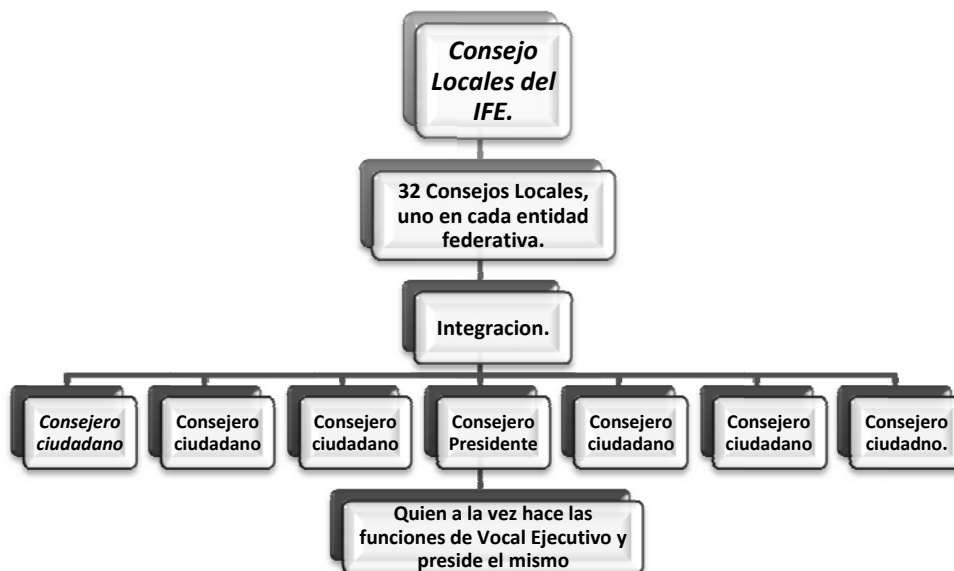 Consejo
Locales del
IFE.
32 Consejos Locales,
uno en cada entidad
federativa.
Integracion.
Consejero
ciudadano
Consejero
ciudadano
Consejero
ciudadano
Consejero
Presidente
Consejero
ciudadano
Consejero
ciudadano
Consejero
ciudadno.
Quien a la vez hace las
funciones de Vocal Ejecutivo y
preside el mismo